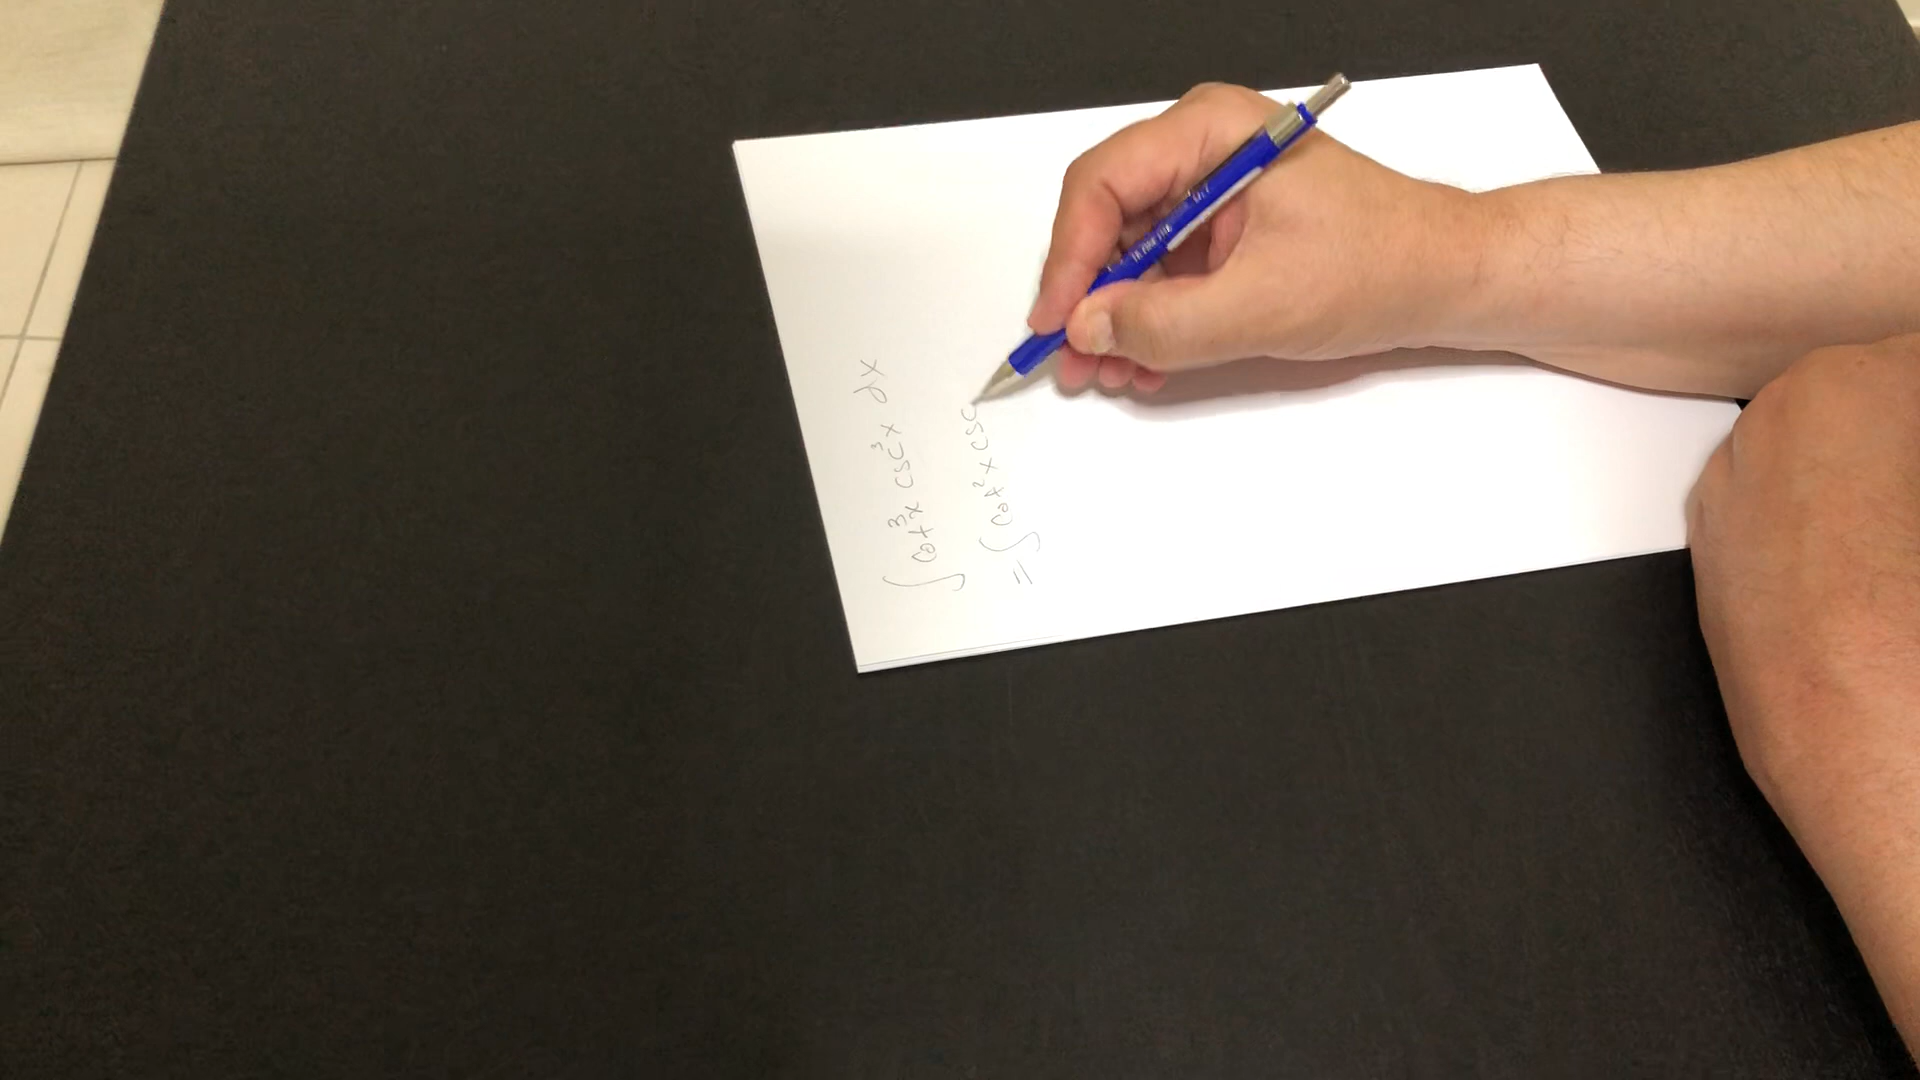 ∫ cot³x csc³x dx
= ∫ cot²x csc